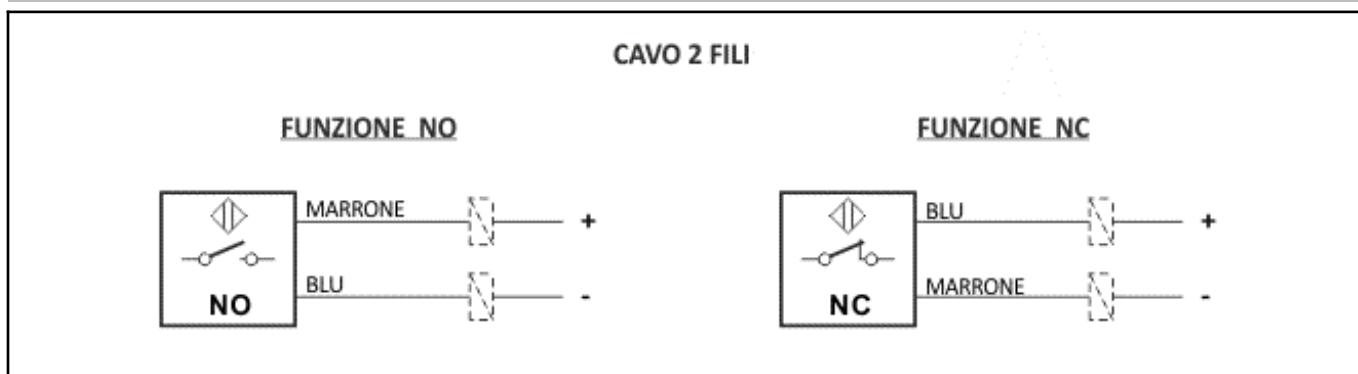 CAVO 2 FILI
FUNZIONE NO
MARRONE
+
BLU
-
NO
FUNZIONE NC
BLU
+
MARRONE
-
NC